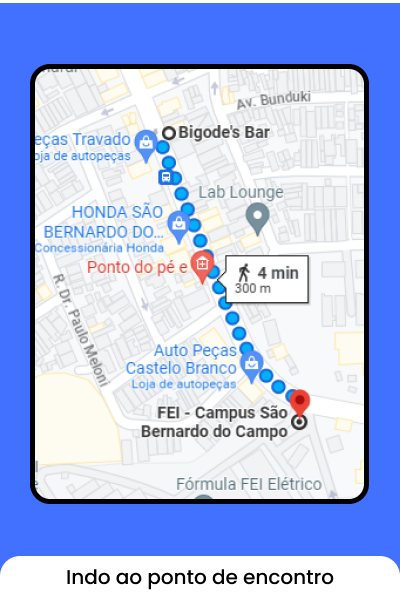 Av. Bunduki
Bigode's Bar
eças Travado
oja de autopeças
Lab Lounge
HONDA SÃO
BERNARDO DO...
Concessionária Honda
Ponto do pé e
4 min
300 m
R. Dr. Paulo Meloni
Auto Peças
Castelo Branco
Loja de autopeças
FEI - Campus São
Bernardo do Campo
Fórmula FEI Elétrico
Indo ao ponto de encontro